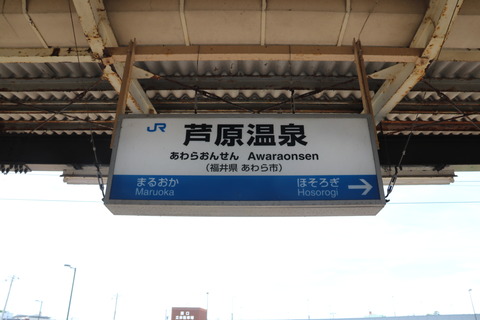 JR 芦原温泉
あわらおんせん Awaraonsen
(福井県 あわら市)
まるおか ほそろぎ →
Maruoka Hosorogi